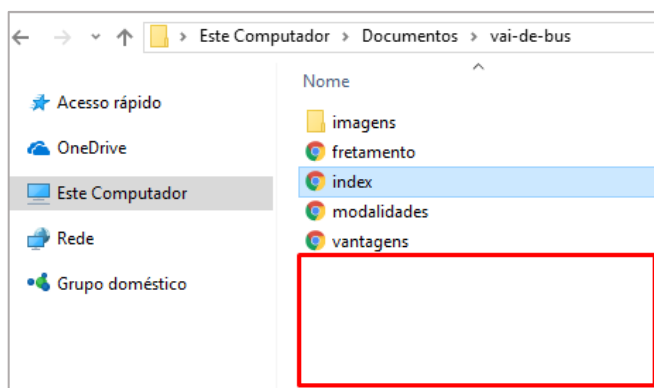 Este Computador > Documentos > vai-de-bus
Nome
Acesso rápido
OneDrive
Este Computador
Rede
Grupo doméstico
imagens
fretamento
index
modalidades
vantagens